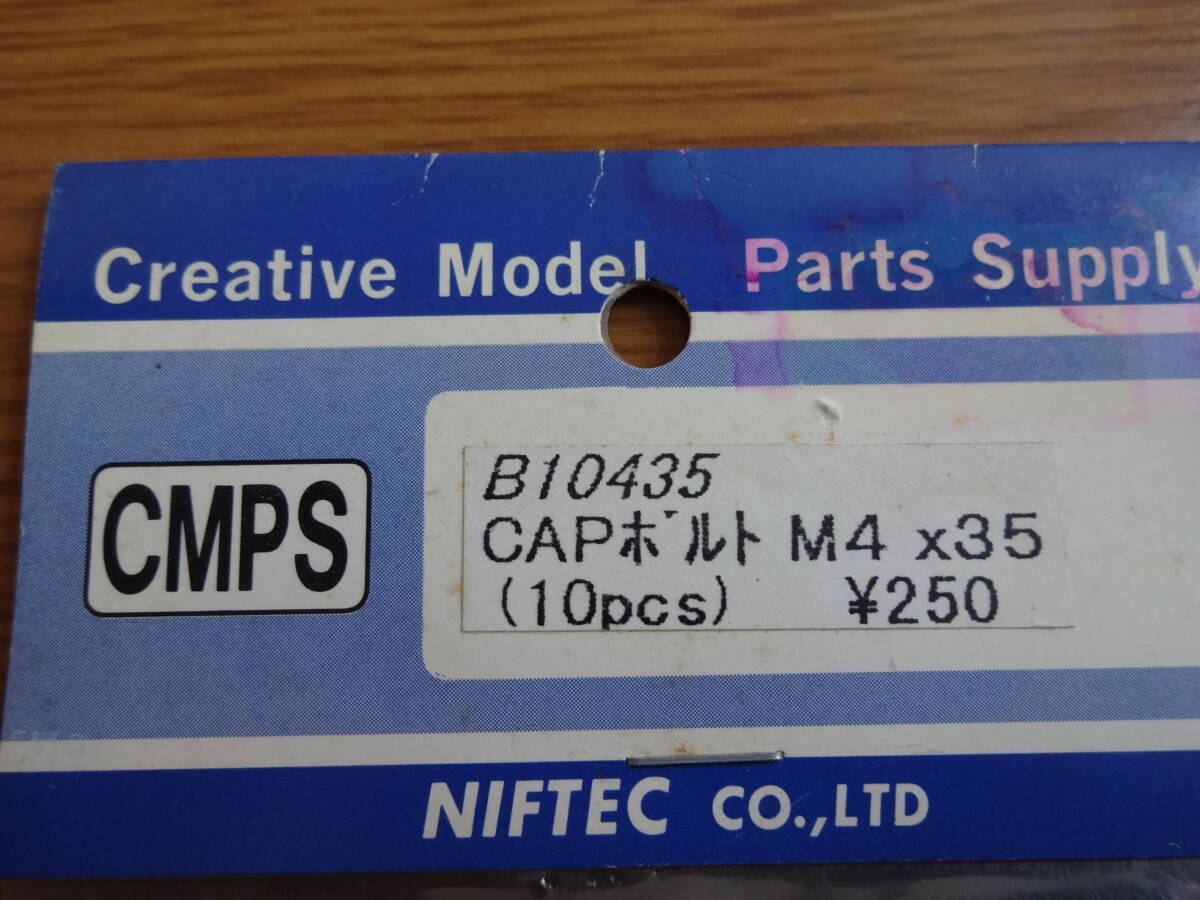 Creative Model Parts Supply
CMPS
B10435
CAPボルト M4 x35
(10pcs) ¥250
NIFTEC CO.,LTD